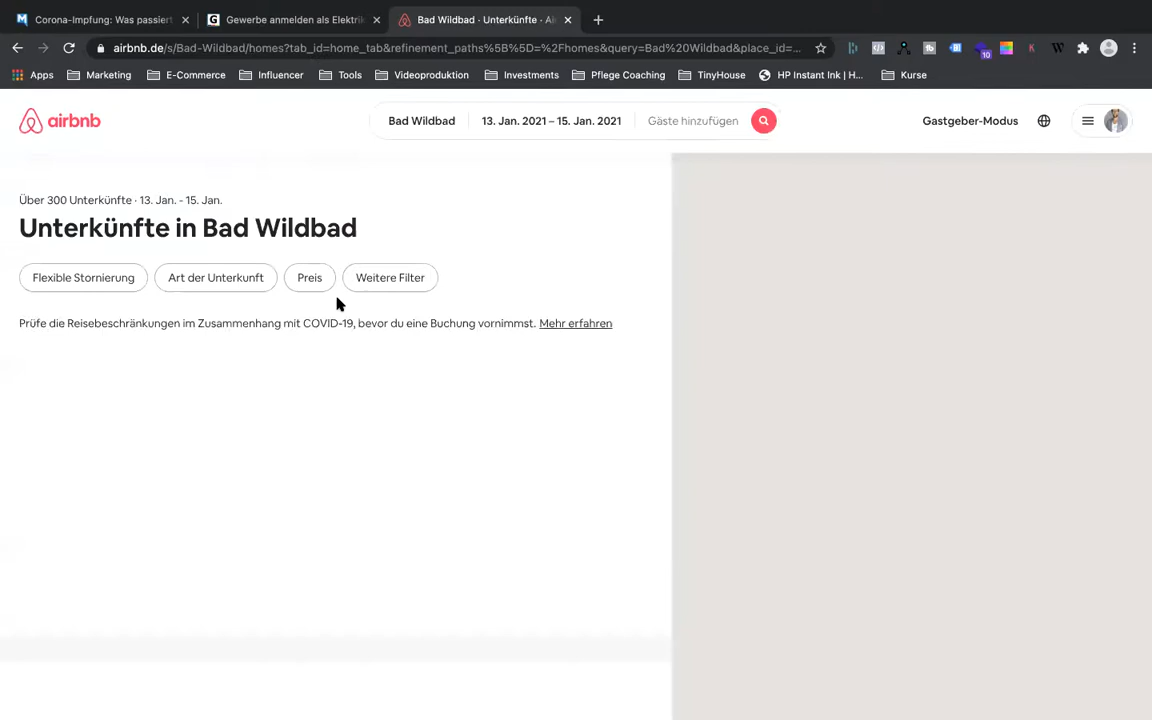 Corona-Impfung: Was passiert
Gewerbe anmelden als Elektrik
Bad Wildbad · Unterkünfte · Ai
airbnb.de/s/Bad-Wildbad/homes?tab_id=home_tab&refinement_paths%5B%5D=%2Fhomes&query=Bad%20Wildbad&place_id=...
10
Apps Marketing E-Commerce Influencer Tools Videoproduktion Investments Pflege Coaching TinyHouse HP Instant Ink | H... Kurse
airbnb
Bad Wildbad 13. Jan. 2021 – 15. Jan. 2021 Gäste hinzufügen
Gastgeber-Modus
Über 300 Unterkünfte · 13. Jan. - 15. Jan.
Unterkünfte in Bad Wildbad
Flexible Stornierung Art der Unterkunft Preis Weitere Filter
Prüfe die Reisebeschränkungen im Zusammenhang mit COVID-19, bevor du eine Buchung vornimmst. Mehr erfahren